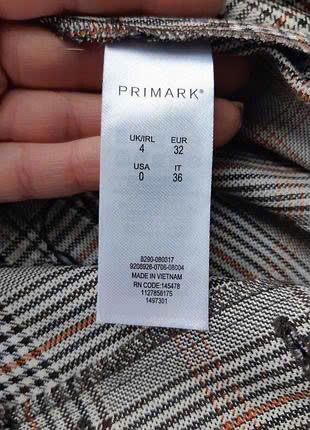 PRIMARK®
UK/IRL EUR
4 32
USA IT
0 36
8290-080017
9208926-0706-08004
MADE IN VIETNAM
RN CODE:145478
1127856175
1497301